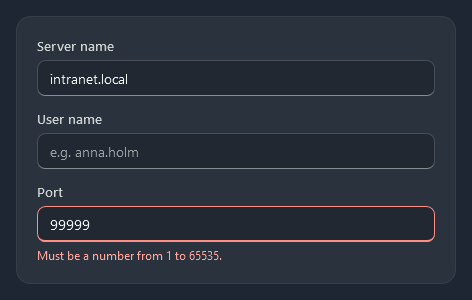 Server name
intranet.local
User name
e.g. anna.holm
Port
99999
Must be a number from 1 to 65535.